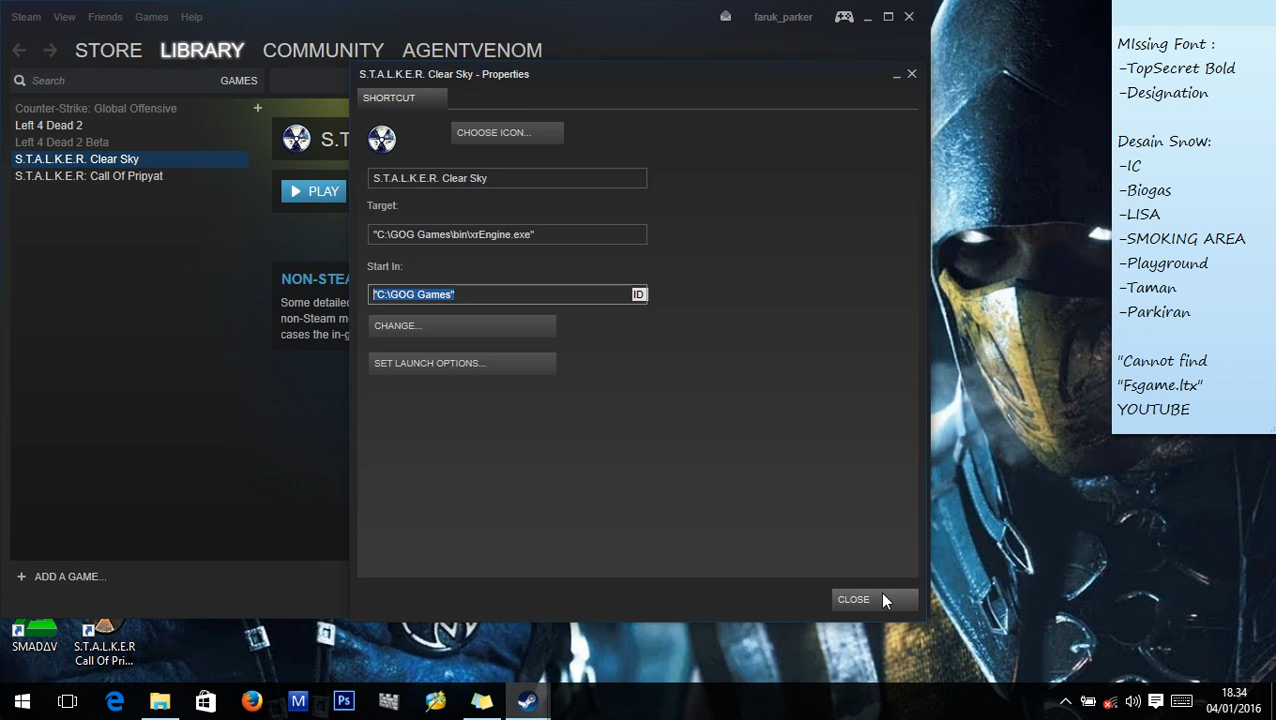 Steam View Friends Games Help
faruk_parker
STORE LIBRARY COMMUNITY AGENTVENOM
Search GAMES
Counter-Strike: Global Offensive +
Left 4 Dead 2
Left 4 Dead 2 Beta
S.T.A.L.K.E.R. Clear Sky
S.T.A.L.K.E.R: Call Of Pripyat
+ ADD A GAME...
S.T
PLAY
NON-STEA
Some detailed
non-Steam m
cases the in-g
S.T.A.L.K.E.R. Clear Sky - Properties
SHORTCUT
CHOOSE ICON...
S.T.A.L.K.E.R. Clear Sky
Target:
"C:\GOG Games\bin\xrEngine.exe"
Start In:
"C:\GOG Games" ID
CHANGE...
SET LAUNCH OPTIONS...
CLOSE
MIssing Font :
-TopSecret Bold
-Designation
Desain Snow:
-IC
-Biogas
-LISA
-SMOKING AREA
-Playground
-Taman
-Parkiran
"Cannot find
"Fsgame.ltx"
YOUTUBE
SMADΔV
S.T.A.L.K.E.R
Call Of Pri...
M
Ps
18.34
04/01/2016